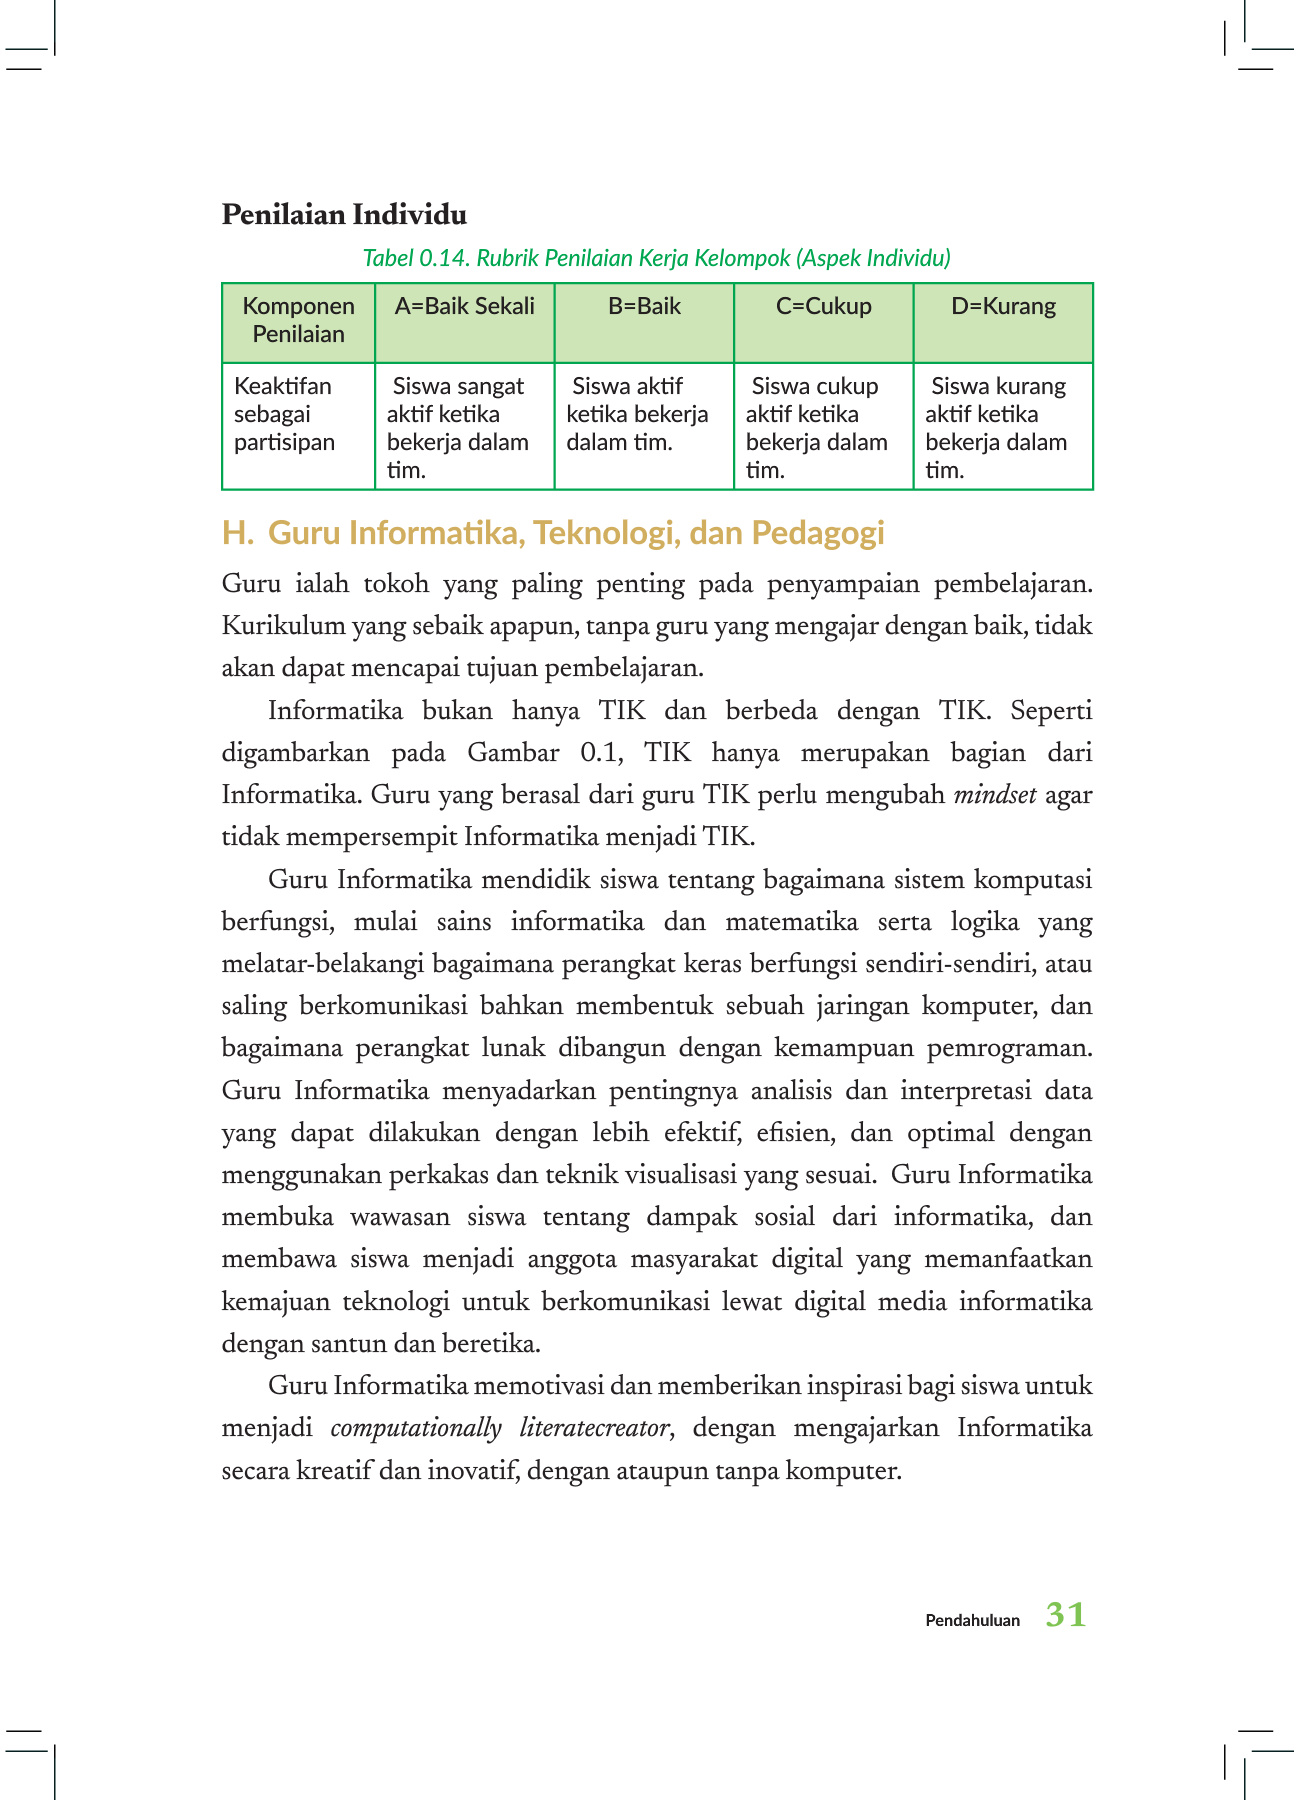 Penilaian Individu
Tabel 0.14. Rubrik Penilaian Kerja Kelompok (Aspek Individu)
Komponen Penilaian
A=Baik Sekali
B=Baik
C=Cukup
D=Kurang
Keaktifan
sebagai
partisipan
Siswa sangat
aktif ketika
bekerja dalam
tim.
Siswa aktif
ketika bekerja
dalam tim.
Siswa cukup
aktif ketika
bekerja dalam
tim.
Siswa kurang
aktif ketika
bekerja dalam
tim.
H. Guru Informatika, Teknologi, dan Pedagogi
Guru ialah tokoh yang paling penting pada penyampaian pembelajaran.
Kurikulum yang sebaik apapun, tanpa guru yang mengajar dengan baik, tidak
akan dapat mencapai tujuan pembelajaran.
Informatika bukan hanya TIK dan berbeda dengan TIK. Seperti
digambarkan pada Gambar 0.1, TIK hanya merupakan bagian dari
Informatika. Guru yang berasal dari guru TIK perlu mengubah mindset agar
tidak mempersempit Informatika menjadi TIK.
Guru Informatika mendidik siswa tentang bagaimana sistem komputasi
berfungsi, mulai sains informatika dan matematika serta logika yang
melatar-belakangi bagaimana perangkat keras berfungsi sendiri-sendiri, atau
saling berkomunikasi bahkan membentuk sebuah jaringan komputer, dan
bagaimana perangkat lunak dibangun dengan kemampuan pemrograman.
Guru Informatika menyadarkan pentingnya analisis dan interpretasi data
yang dapat dilakukan dengan lebih efektif, efisien, dan optimal dengan
menggunakan perkakas dan teknik visualisasi yang sesuai. Guru Informatika
membuka wawasan siswa tentang dampak sosial dari informatika, dan
membawa siswa menjadi anggota masyarakat digital yang memanfaatkan
kemajuan teknologi untuk berkomunikasi lewat digital media informatika
dengan santun dan beretika.
Guru Informatika memotivasi dan memberikan inspirasi bagi siswa untuk
menjadi computationally literatecreator, dengan mengajarkan Informatika
secara kreatif dan inovatif, dengan ataupun tanpa komputer.
Pendahuluan 31